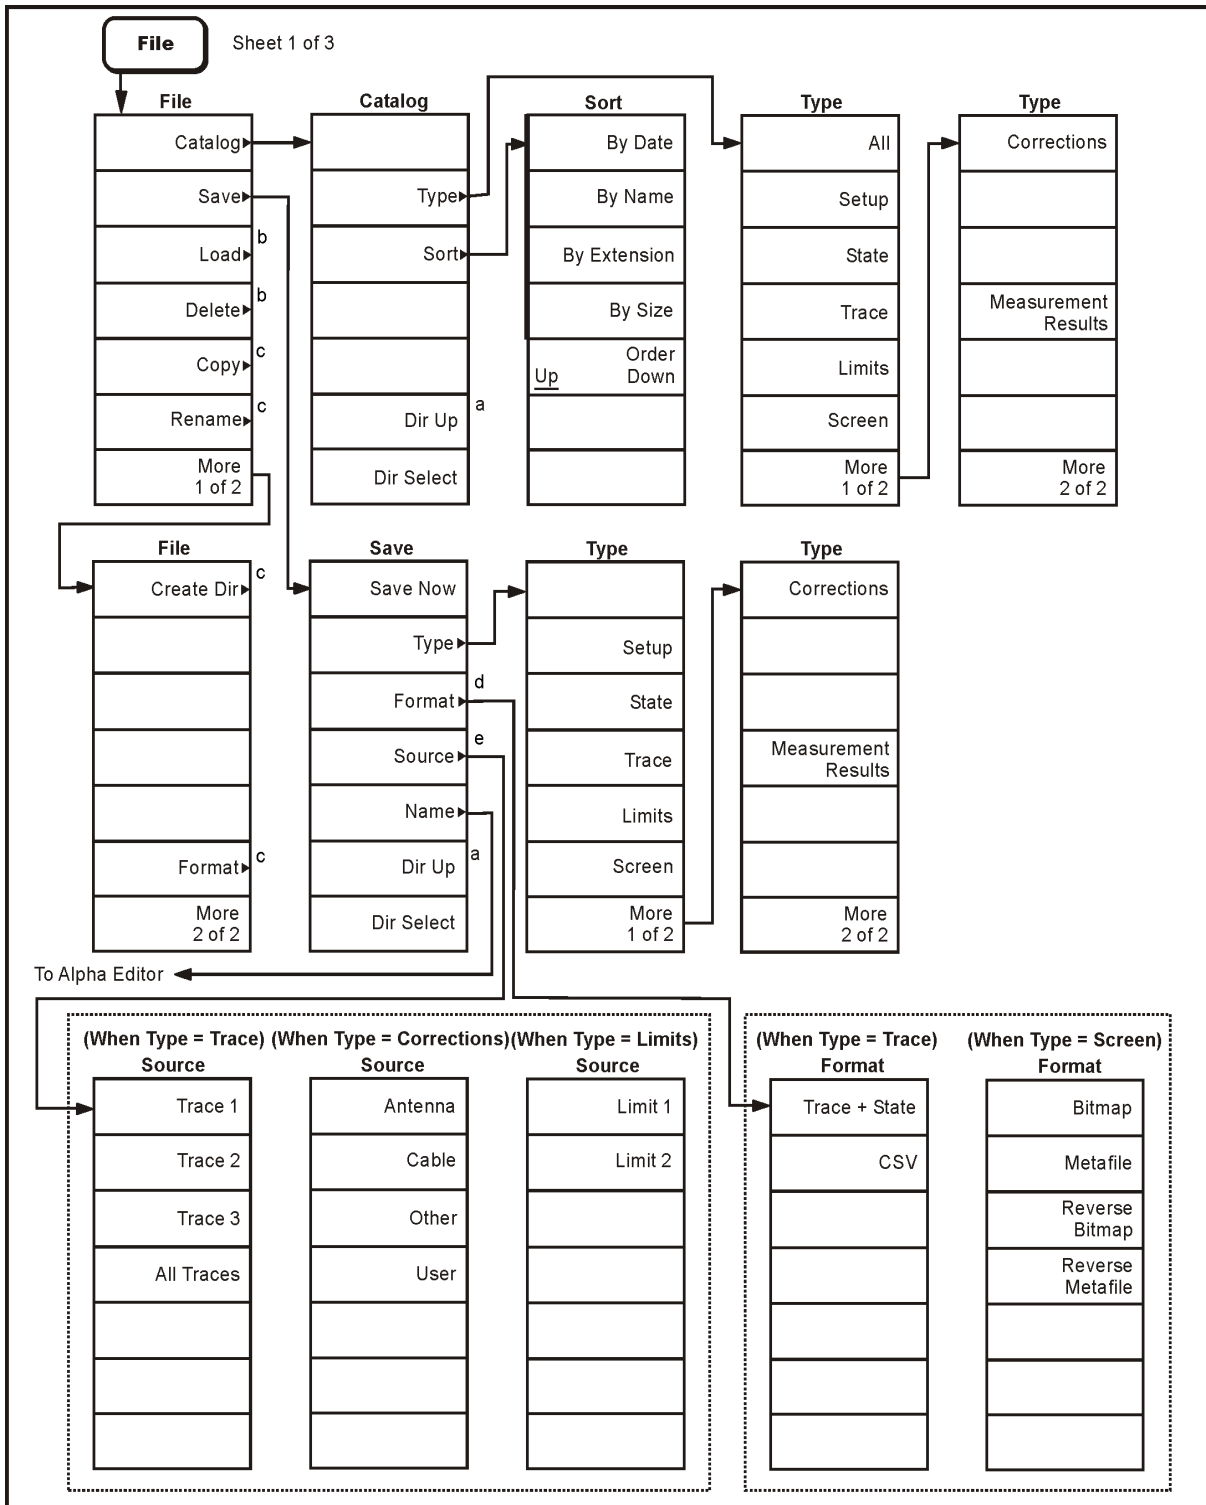 File
Sheet 1 of 3
File
Catalog
Save
b
Load
b
Delete
c
Copy
c
Rename
More
1 of 2
Catalog
Type
Sort
a
Dir Up
Dir Select
Sort
By Date
By Name
By Extension
By Size
Order
Up Down
Type
All
Setup
State
Trace
Limits
Screen
More
1 of 2
Type
Corrections
Measurement
Results
More
2 of 2
File
c
Create Dir
c
Format
More
2 of 2
Save
Save Now
Type
d
Format
e
Source
Name
a
Dir Up
Dir Select
Type
Setup
State
Trace
Limits
Screen
More
1 of 2
Type
Corrections
Measurement
Results
More
2 of 2
To Alpha Editor
(When Type = Trace)
Source
Trace 1
Trace 2
Trace 3
All Traces
(When Type = Corrections)
Source
Antenna
Cable
Other
User
(When Type = Limits)
Source
Limit 1
Limit 2
(When Type = Trace)
Format
Trace + State
CSV
(When Type = Screen)
Format
Bitmap
Metafile
Reverse
Bitmap
Reverse
Metafile